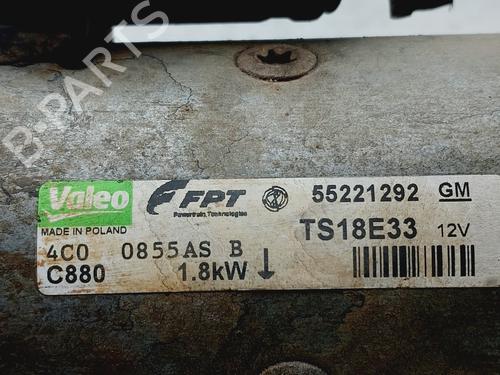 B-PARTS
Valeo
FPT
Powertrain Technologies
55221292 GM
MADE IN POLAND
TS18E33 12V
4C0 0855AS B
C880 1.8kW ↓